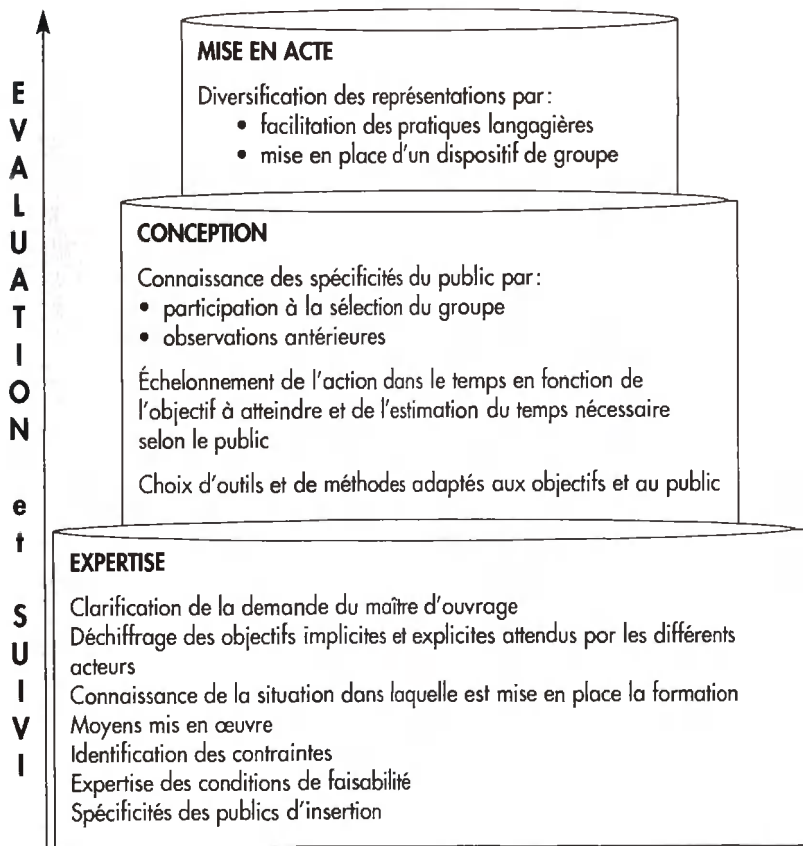 EVALUATION et SUIVI
MISE EN ACTE
Diversification des représentations par :
• facilitation des pratiques langagières
• mise en place d'un dispositif de groupe
CONCEPTION
Connaissance des spécificités du public par :
• participation à la sélection du groupe
• observations antérieures
Échelonnement de l'action dans le temps en fonction de
l'objectif à atteindre et de l'estimation du temps nécessaire
selon le public
Choix d'outils et de méthodes adaptés aux objectifs et au public
EXPERTISE
Clarification de la demande du maître d'ouvrage
Déchiffrage des objectifs implicites et explicites attendus por les différents
acteurs
Connaissance de la situation dans laquelle est mise en place la formation
Moyens mis en œuvre
Identification des contraintes
Expertise des conditions de faisabilité
Spécificités des publics d'insertion